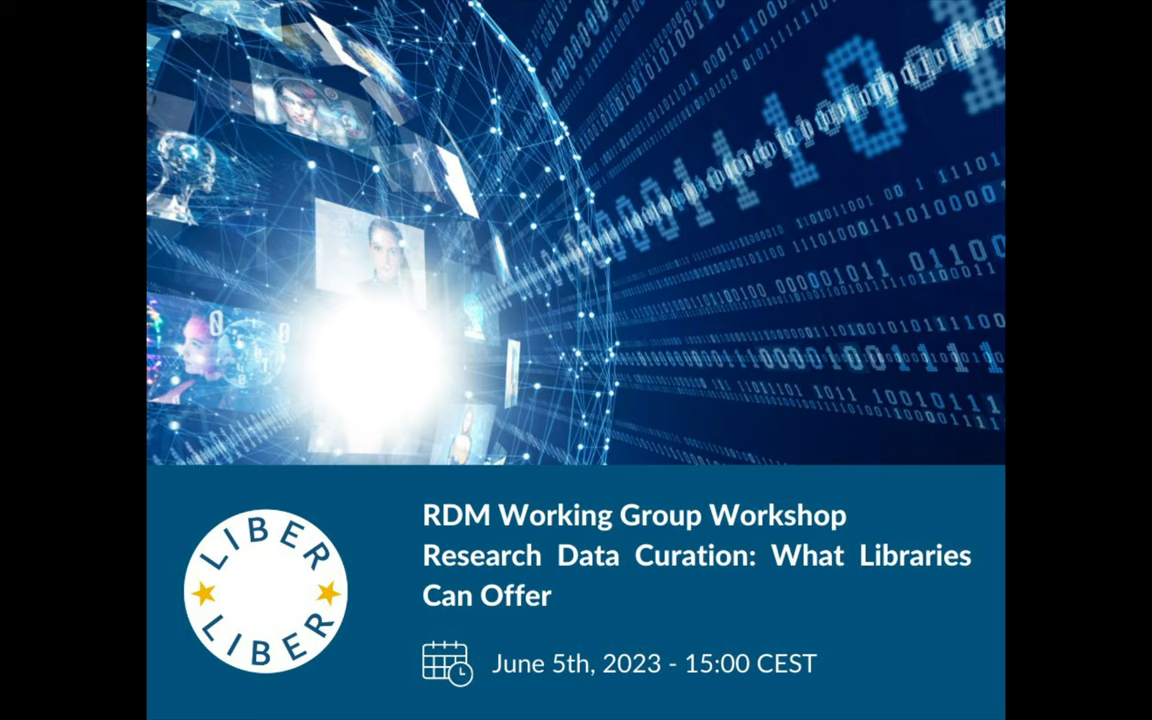 LIBER
LIBER
RDM Working Group Workshop
Research Data Curation: What Libraries
Can Offer
June 5th, 2023 - 15:00 CEST